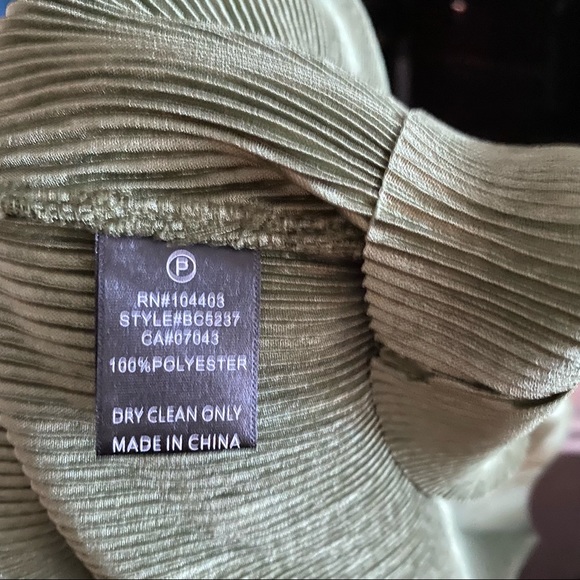 P
RN#104403
STYLE#BC5237
CA#07043
100%POLYESTER
DRY CLEAN ONLY
MADE IN CHINA